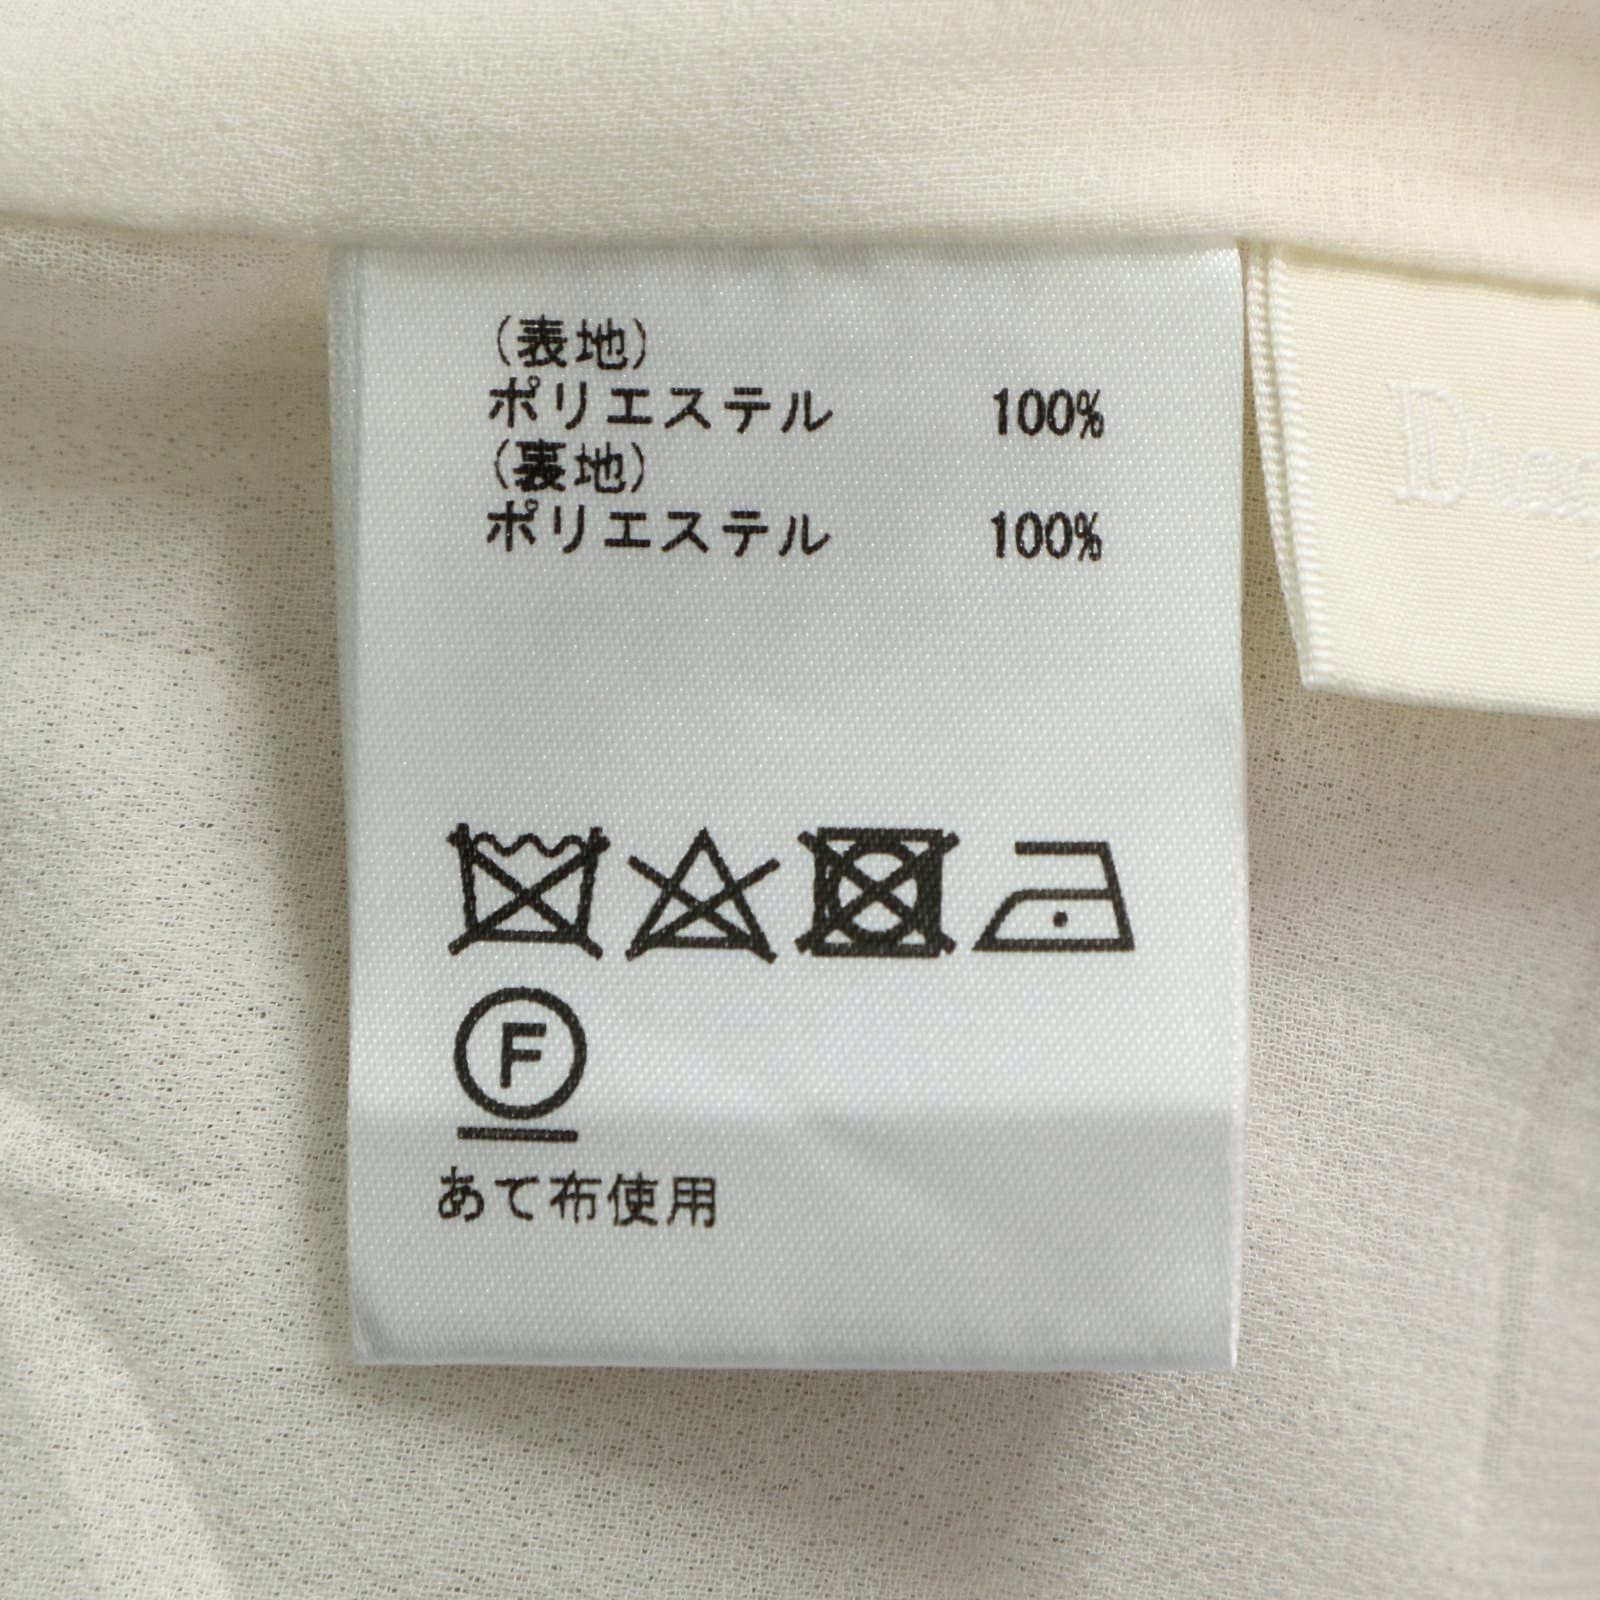 （表地）
ポリエステル 100%
（裏地）
ポリエステル 100%
F
あて布使用